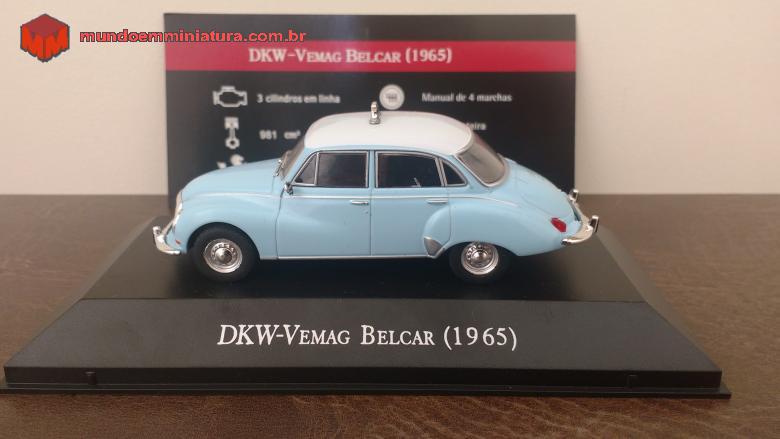 mundoemminiatura.com.br
DKW-VEMAG BELCAR (1965)
3 cilindros em linha
Manual de 4 marchas
981 cm³
DKW-VEMAG BELCAR (1965)